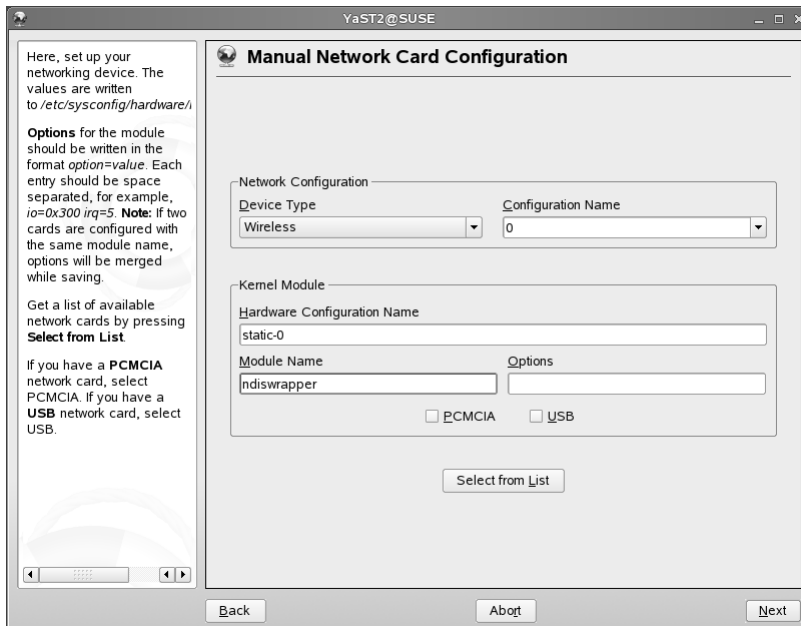 YaST2@SUSE
Here, set up your
networking device. The
values are written
to /etc/sysconfig/hardware/
Options for the module
should be written in the
format option=value. Each
entry should be space
separated, for example,
io=0x300 irq=5. Note: If two
cards are configured with
the same module name,
options will be merged
while saving.
Get a list of available
network cards by pressing
Select from List.
If you have a PCMCIA
network card, select
PCMCIA. If you have a
USB network card, select
USB.
Manual Network Card Configuration
Network Configuration
Device Type
Configuration Name
Wireless
0
Kernel Module
Hardware Configuration Name
static-0
Module Name
Options
ndiswrapper
PCMCIA
USB
Select from List
Back
Abort
Next